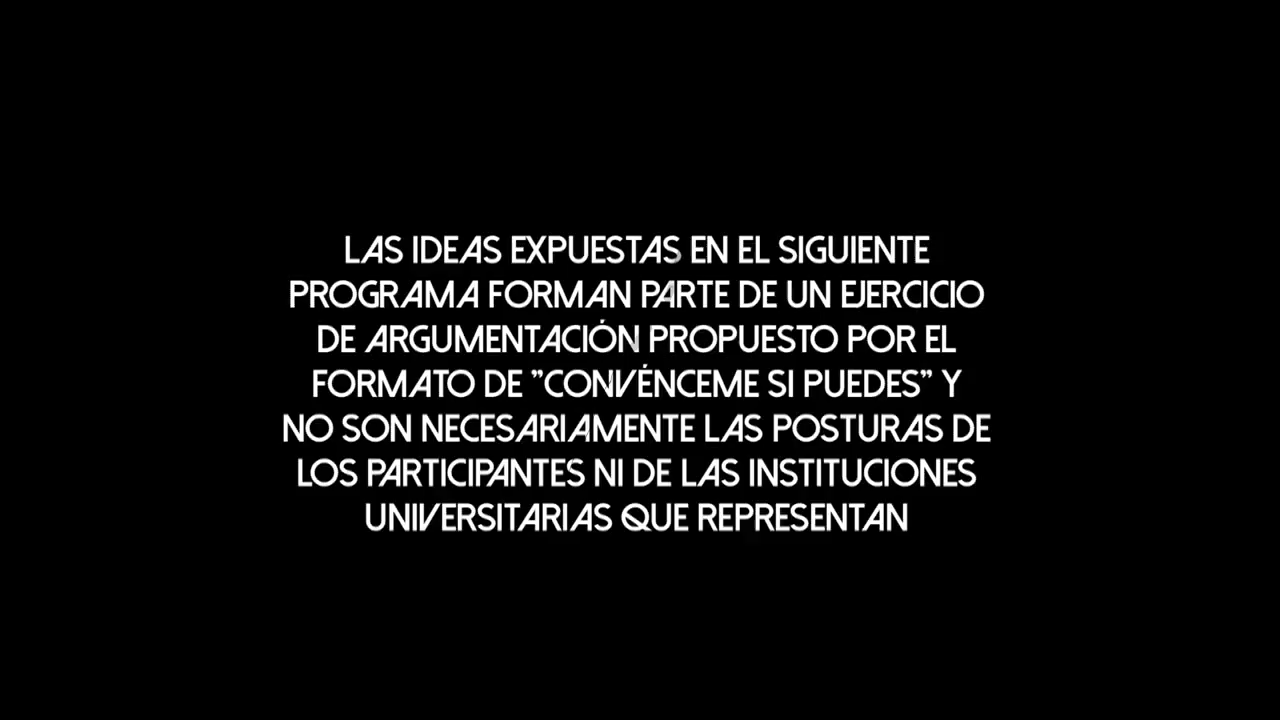 LAS IDEAS EXPUESTAS EN EL SIGUIENTE
PROGRAMA FORMAN PARTE DE UN EJERCICIO
DE ARGUMENTACIÓN PROPUESTO POR EL
FORMATO DE "CONVÉNCEME SI PUEDES" Y
NO SON NECESARIAMENTE LAS POSTURAS DE
LOS PARTICIPANTES NI DE LAS INSTITUCIONES
UNIVERSITARIAS QUE REPRESENTAN